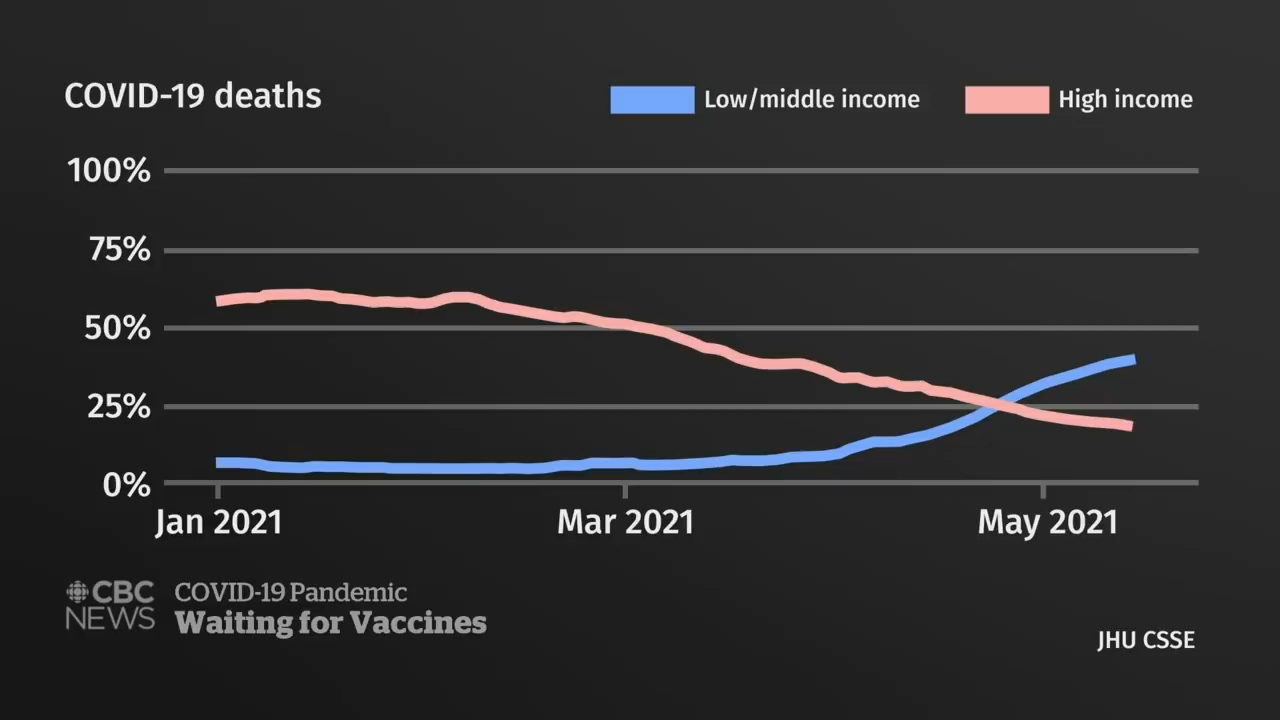 COVID-19 deaths
Low/middle income
High income
100%
75%
50%
25%
0%
Jan 2021
Mar 2021
May 2021
CBC
NEWS
COVID-19 Pandemic
Waiting for Vaccines
JHU CSSE